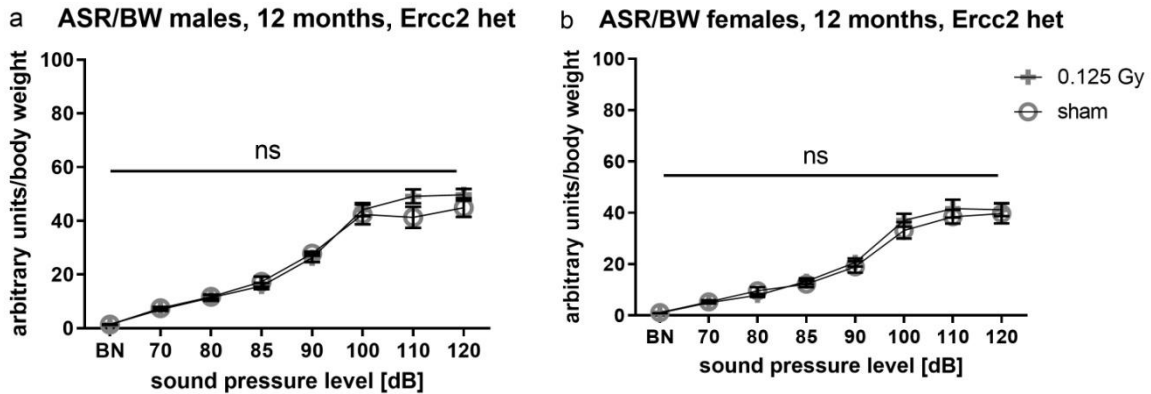 a ASR/BW males, 12 months, Ercc2 het
arbitrary units/body weight
100
80
60
40
20
0
ns
BN 70 80 85 90 100 110 120
sound pressure level [dB]
b ASR/BW females, 12 months, Ercc2 het
arbitrary units/body weight
100
80
60
40
20
0
ns
BN 70 80 85 90 100 110 120
sound pressure level [dB]
0.125 Gy
sham